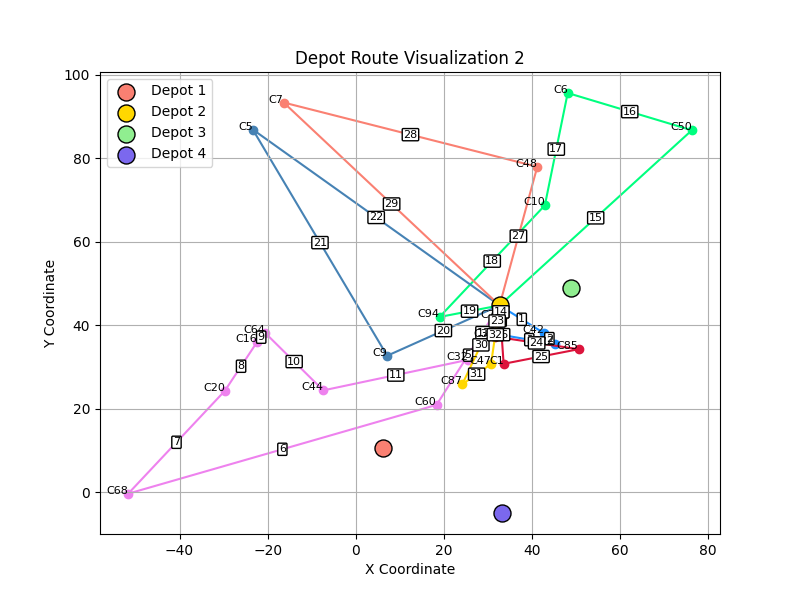 Depot Route Visualization 2
Depot 1
Depot 2
Depot 3
Depot 4
Y Coordinate
X Coordinate
100
80
60
40
20
0
−40
−20
0
20
40
60
80
C7
C5
C6
C50
C48
C10
C94
C9
C64
C16
C20
C44
C68
C60
C37
C87
C47
C1
C42
C85
28
16
17
29
22
15
21
27
18
19
14
1
23
20
9
10
8
11
30
24
25
31
7
6